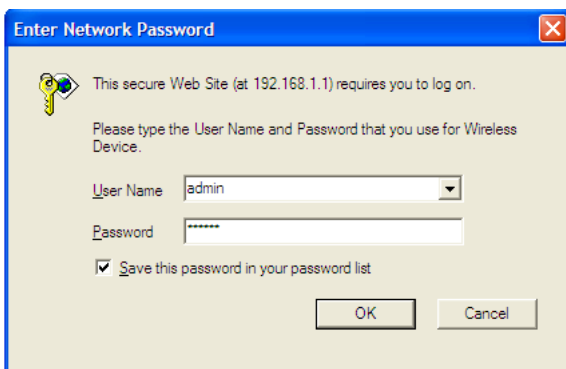 Enter Network Password
This secure Web Site (at 192.168.1.1) requires you to log on.
Please type the User Name and Password that you use for Wireless
Device.
User Name admin
Password ******
Save this password in your password list
OK Cancel